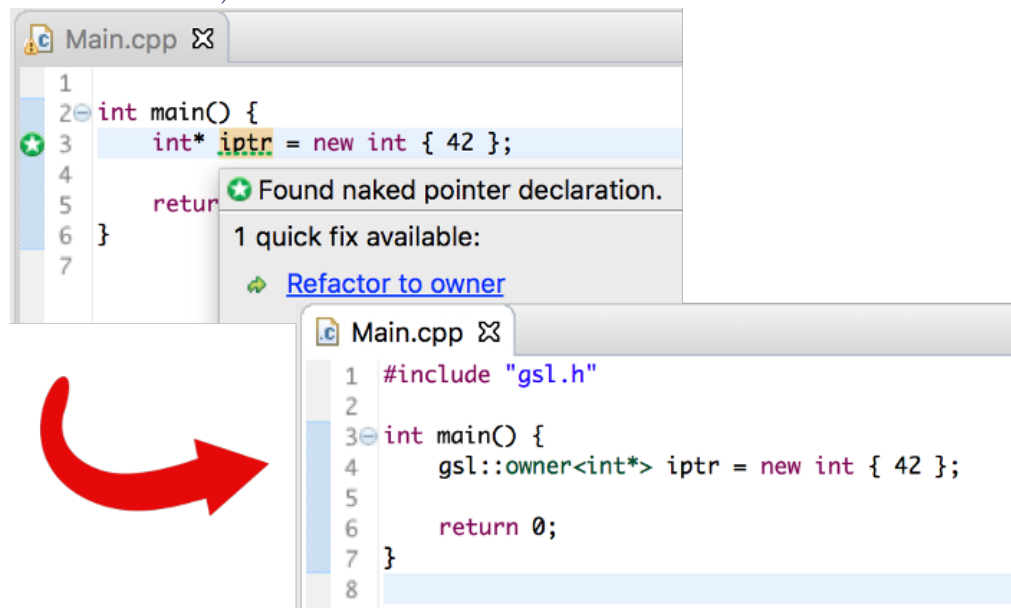 Main.cpp
1
2 int main() {
3 int* iptr = new int { 42 };
4
5 retur
6 }
7
Found naked pointer declaration.
1 quick fix available:
Refactor to owner
Main.cpp
1 #include "gsl.h"
2
3 int main() {
4 gsl::owner<int*> iptr = new int { 42 };
5
6 return 0;
7 }
8